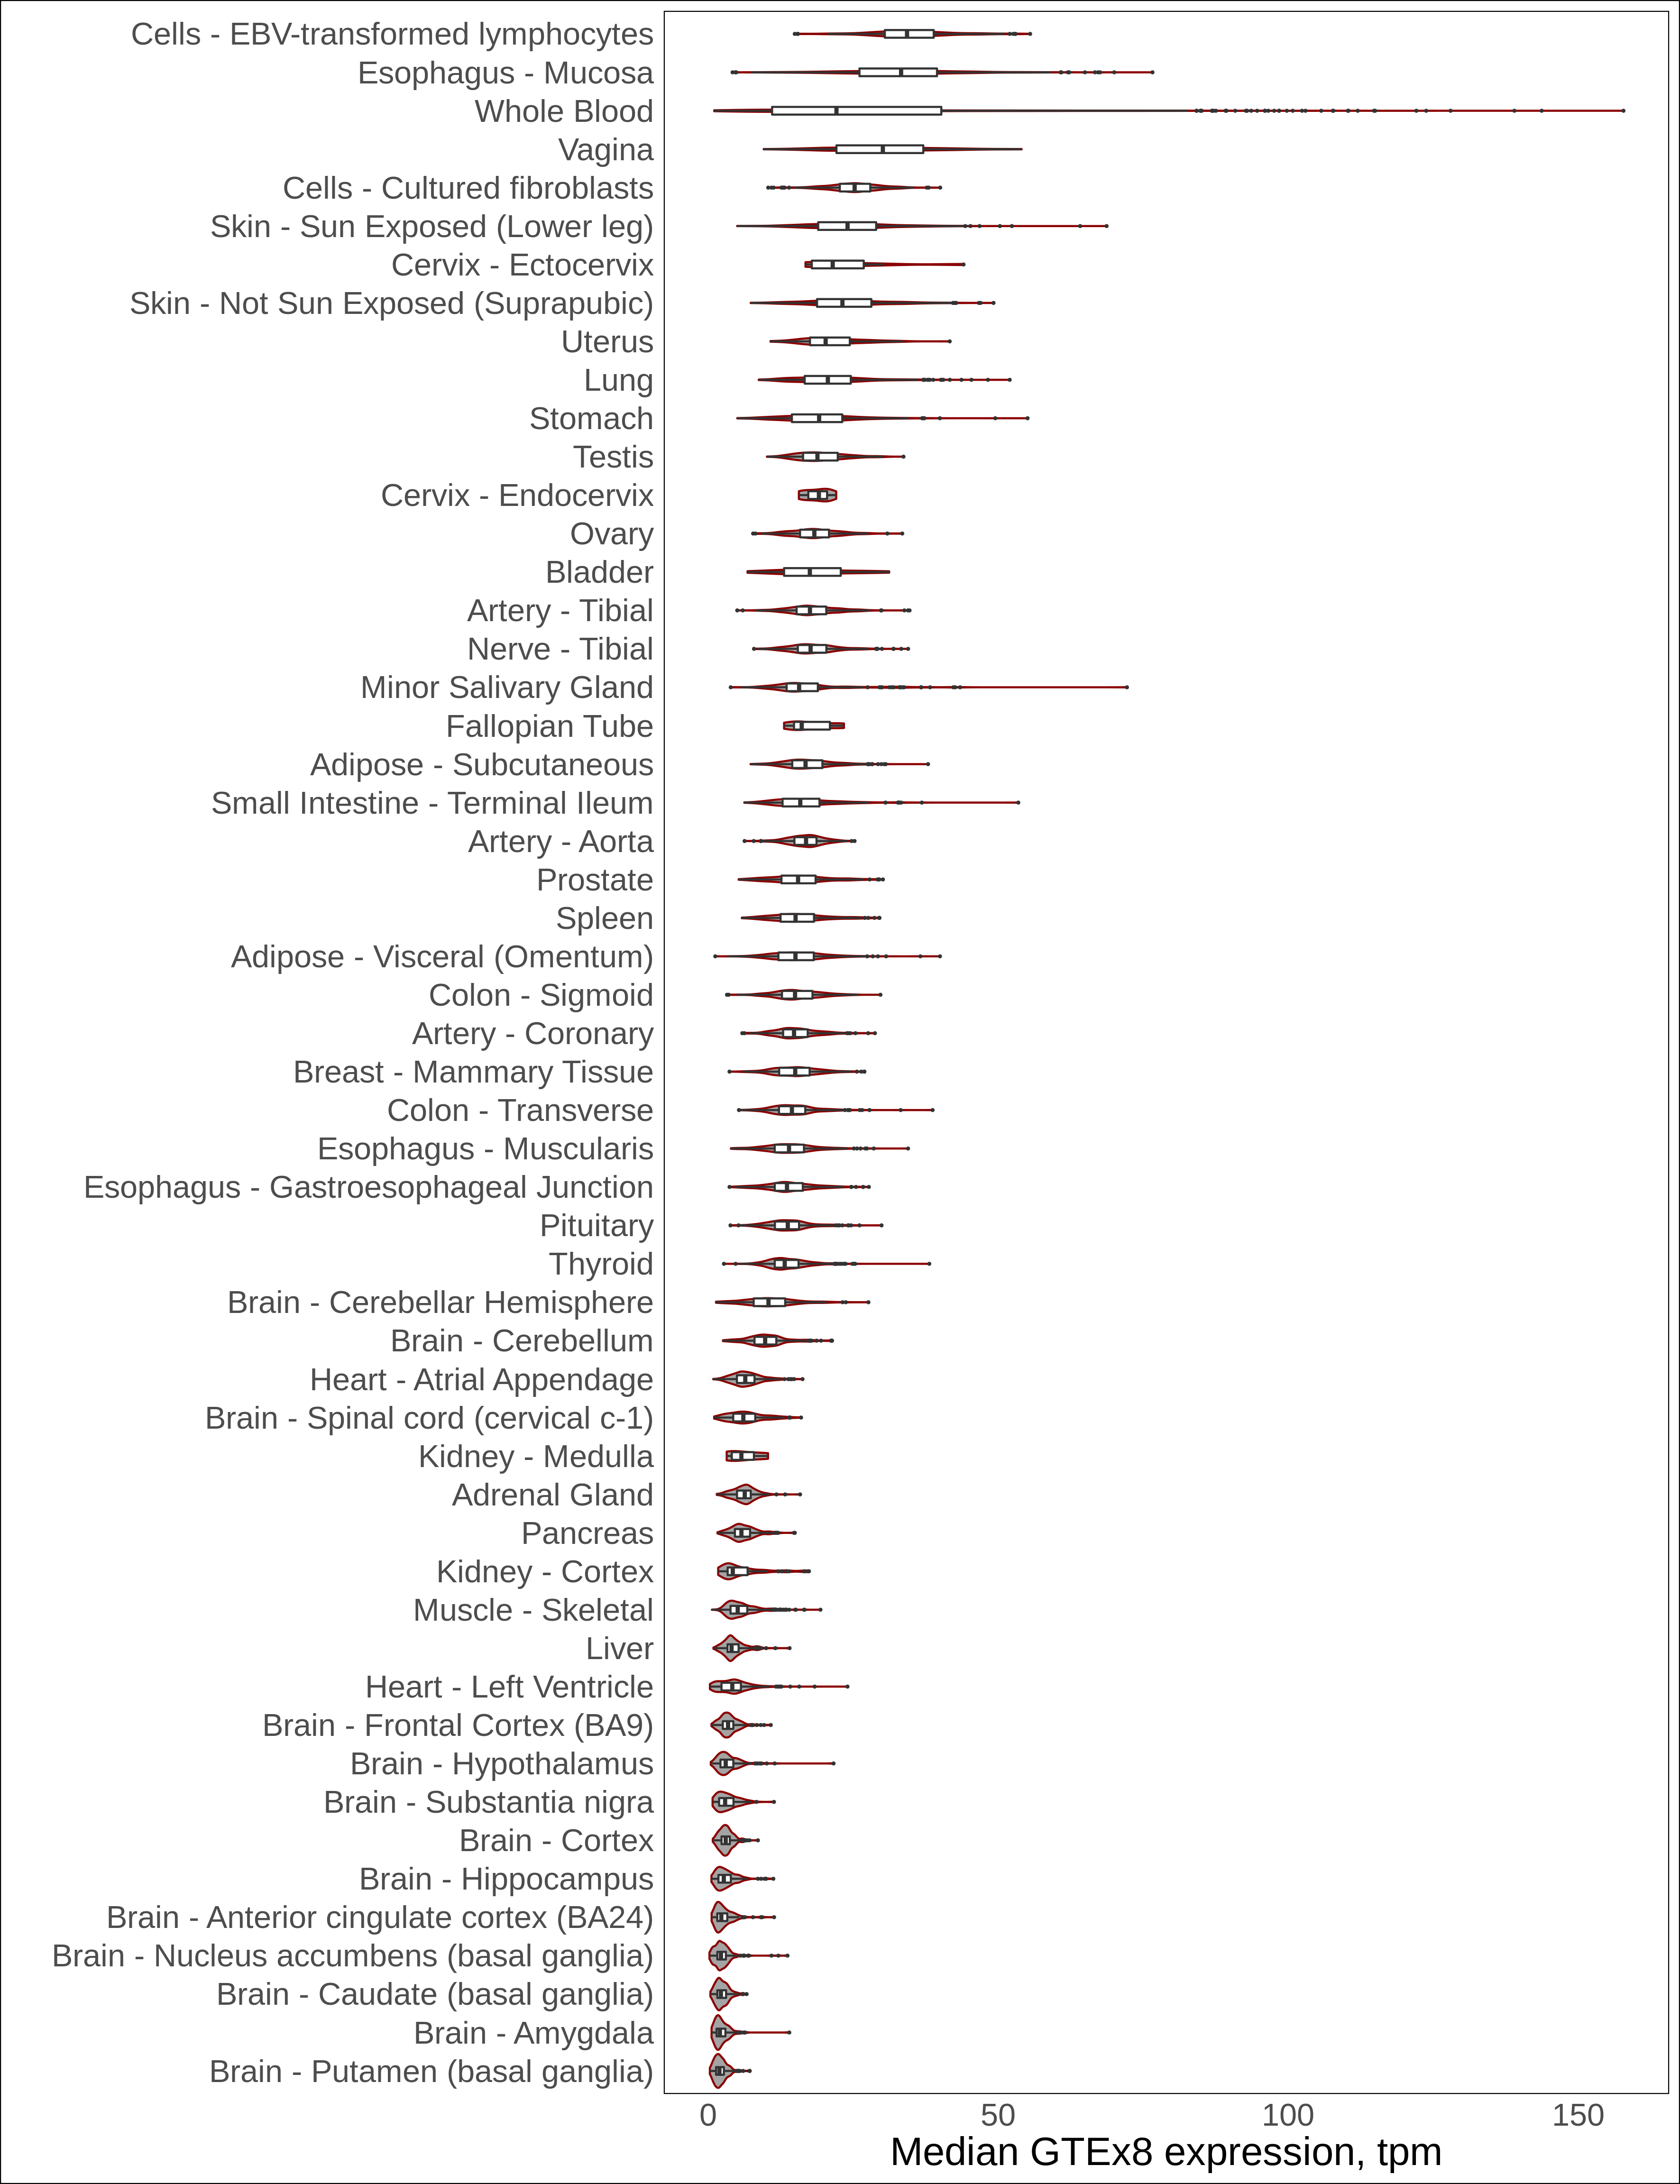 Cells - EBV-transformed lymphocytes
Esophagus - Mucosa
Whole Blood
Vagina
Cells - Cultured fibroblasts
Skin - Sun Exposed (Lower leg)
Cervix - Ectocervix
Skin - Not Sun Exposed (Suprapubic)
Uterus
Lung
Stomach
Testis
Cervix - Endocervix
Ovary
Bladder
Artery - Tibial
Nerve - Tibial
Minor Salivary Gland
Fallopian Tube
Adipose - Subcutaneous
Small Intestine - Terminal Ileum
Artery - Aorta
Prostate
Spleen
Adipose - Visceral (Omentum)
Colon - Sigmoid
Artery - Coronary
Breast - Mammary Tissue
Colon - Transverse
Esophagus - Muscularis
Esophagus - Gastroesophageal Junction
Pituitary
Thyroid
Brain - Cerebellar Hemisphere
Brain - Cerebellum
Heart - Atrial Appendage
Brain - Spinal cord (cervical c-1)
Kidney - Medulla
Adrenal Gland
Pancreas
Kidney - Cortex
Muscle - Skeletal
Liver
Heart - Left Ventricle
Brain - Frontal Cortex (BA9)
Brain - Hypothalamus
Brain - Substantia nigra
Brain - Cortex
Brain - Hippocampus
Brain - Anterior cingulate cortex (BA24)
Brain - Nucleus accumbens (basal ganglia)
Brain - Caudate (basal ganglia)
Brain - Amygdala
Brain - Putamen (basal ganglia)
0 50 100 150
Median GTEx8 expression, tpm